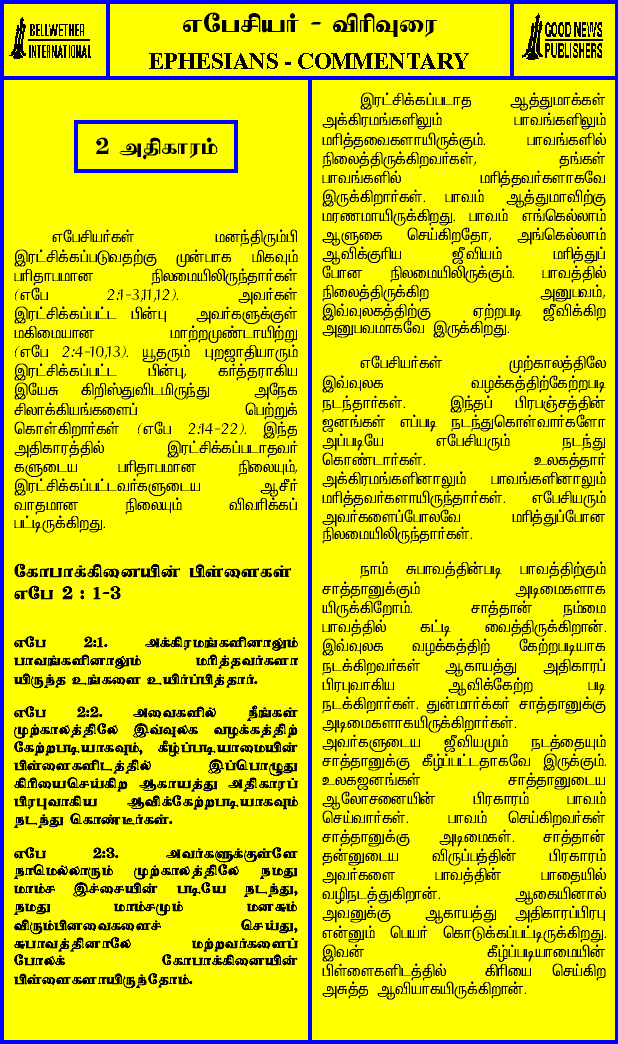 BELLWETHER
INTERNATIONAL
எபேசியர் - விரிவுரை
EPHESIANS - COMMENTARY
GOOD NEWS
PUBLISHERS
2 அதிகாரம்
எபேசியர்கள் மனந்திரும்பி
இரட்சிக்கப்படுவதற்கு முன்பாக மிகவும்
பரிதாபமான நிலமையிலிருந்தார்கள்
(எபே 2:1-3,11,12). அவர்கள்
இரட்சிக்கப்பட்ட பின்பு அவர்களுக்குள்
மகிமையான மாற்றமுண்டாயிற்று
(எபே 2:4-10,13). யூதரும் புறஜாதியாரும்
இரட்சிக்கப்பட்ட பின்பு, கர்த்தராகிய
இயேசு கிறிஸ்துவிடமிருந்து அநேக
சிலாக்கியங்களைப் பெற்றுக்
கொள்கிறார்கள் (எபே 2:14-22). இந்த
அதிகாரத்தில் இரட்சிக்கப்படாதவர்
களுடைய பரிதாபமான நிலையும்,
இரட்சிக்கப்பட்டவர்களுடைய ஆசீர்
வாதமான நிலையும் விவரிக்கப்
பட்டிருக்கிறது.
கோபாக்கினையின் பிள்ளைகள்
எபே 2 : 1-3
எபே 2:1. அக்கிரமங்களினாலும்
பாவங்களினாலும் மரித்தவர்களா
யிருந்த உங்களை உயிர்ப்பித்தார்.
எபே 2:2. அவைகளில் நீங்கள்
முற்காலத்திலே இவ்வுலக வழக்கத்திற்
கேற்றபடியாகவும், கீழ்ப்படியாமையின்
பிள்ளைகளிடத்தில் இப்பொழுது
கிரியைசெய்கிற ஆகாயத்து அதிகாரப்
பிரபுவாகிய ஆவிக்கேற்றபடியாகவும்
நடந்து கொண்டீர்கள்.
எபே 2:3. அவர்களுக்குள்ளே
நாமெல்லாரும் முற்காலத்திலே நமது
மாம்ச இச்சையின் படியே நடந்து,
நமது மாம்சமும் மனசும்
விரும்பினவைகளைச் செய்து,
சுபாவத்தினாலே மற்றவர்களைப்
போலக் கோபாக்கினையின்
பிள்ளைகளாயிருந்தோம்.
இரட்சிக்கப்படாத ஆத்துமாக்கள்
அக்கிரமங்களிலும் பாவங்களிலும்
மரித்தவைகளாயிருக்கும். பாவங்களில்
நிலைத்திருக்கிறவர்கள், தங்கள்
பாவங்களில் மரித்தவர்களாகவே
இருக்கிறார்கள். பாவம் ஆத்துமாவிற்கு
மரணமாயிருக்கிறது. பாவம் எங்கெல்லாம்
ஆளுகை செய்கிறதோ, அங்கெல்லாம்
ஆவிக்குரிய ஜீவியம் மரித்துப்
போன நிலமையிலிருக்கும். பாவத்தில்
நிலைத்திருக்கிற அனுபவம்,
இவ்வுலகத்திற்கு ஏற்றபடி ஜீவிக்கிற
அனுபவமாகவே இருக்கிறது.
எபேசியர்கள் முற்காலத்திலே
இவ்வுலக வழக்கத்திற்கேற்றபடி
நடந்தார்கள். இந்தப் பிரபஞ்சத்தின்
ஜனங்கள் எப்படி நடந்துகொள்வார்களோ
அப்படியே எபேசியரும் நடந்து
கொண்டார்கள். உலகத்தார்
அக்கிரமங்களினாலும் பாவங்களினாலும்
மரித்தவர்களாயிருந்தார்கள். எபேசியரும்
அவர்களைப்போலவே மரித்துப்போன
நிலமையிலிருந்தார்கள்.
நாம் சுபாவத்தின்படி பாவத்திற்கும்
சாத்தானுக்கும் அடிமைகளாக
யிருக்கிறோம். சாத்தான் நம்மை
பாவத்தில் கட்டி வைத்திருக்கிறான்.
இவ்வுலக வழக்கத்திற் கேற்றபடியாக
நடக்கிறவர்கள் ஆகாயத்து அதிகாரப்
பிரபுவாகிய ஆவிக்கேற்ற படி
நடக்கிறார்கள். துன்மார்க்கர் சாத்தானுக்கு
அடிமைகளாகயிருக்கிறார்கள்.
அவர்களுடைய ஜீவியமும் நடத்தையும்
சாத்தானுக்கு கீழ்ப்பட்டதாகவே இருக்கும்.
உலகஜனங்கள் சாத்தானுடைய
ஆலோசனையின் பிரகாரம் பாவம்
செய்வார்கள். பாவம் செய்கிறவர்கள்
சாத்தானுக்கு அடிமைகள். சாத்தான்
தன்னுடைய விருப்பத்தின் பிரகாரம்
அவர்களை பாவத்தின் பாதையில்
வழிநடத்துகிறான். ஆகையினால்
அவனுக்கு ஆகாயத்து அதிகாரப்பிரபு
என்னும் பெயர் கொடுக்கப்பட்டிருக்கிறது.
இவன் கீழ்ப்படியாமையின்
பிள்ளைகளிடத்தில் கிரியை செய்கிற
அசுத்த ஆவியாகயிருக்கிறான்.